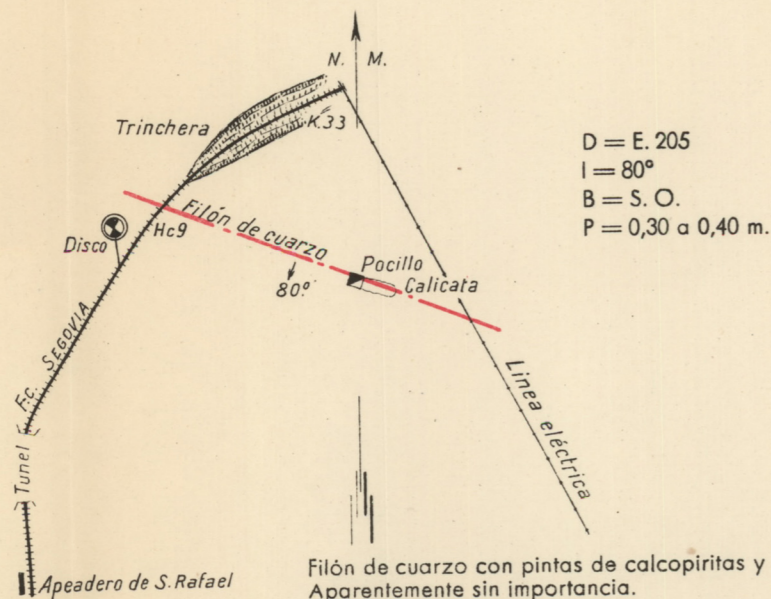 N. M.
Trinchera
K.33
D = E. 205
I = 80°
B = S. O.
P = 0,30 a 0,40 m.
Filón de cuarzo
Hc9
Disco
80º
Pocillo
Calicata
F.c. SEGOVIA
Linea eléctrica
Tunel
Apeadero de S. Rafael
Filón de cuarzo con pintas de calcopiritas y
Aparentemente sin importancia.